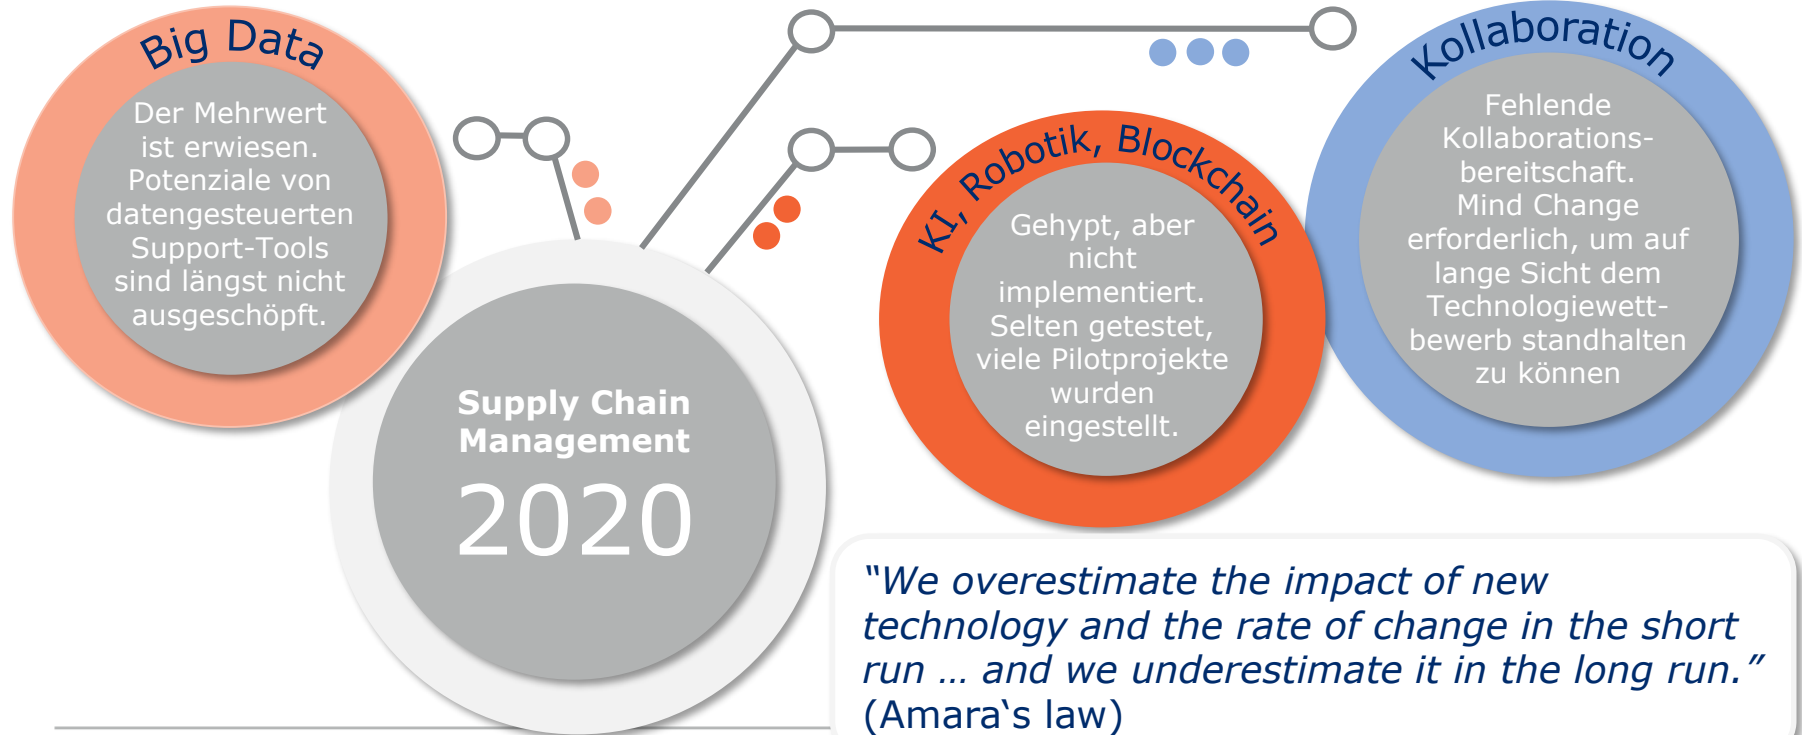 Big Data
Der Mehrwert
ist erwiesen.
Potenziale von
datengesteuerten
Support-Tools
sind längst nicht
ausgeschöpft.
Supply Chain
Management
2020
KI, Robotik, Blockchain
Gehypt, aber
nicht
implementiert.
Selten getestet,
viele Pilotprojekte
wurden
eingestellt.
Kollaboration
Fehlende
Kollaborations-
bereitschaft.
Mind Change
erforderlich, um auf
lange Sicht dem
Technologiewett-
bewerb standhalten
zu können
“We overestimate the impact of new
technology and the rate of change in the short
run … and we underestimate it in the long run.”
(Amara‘s law)